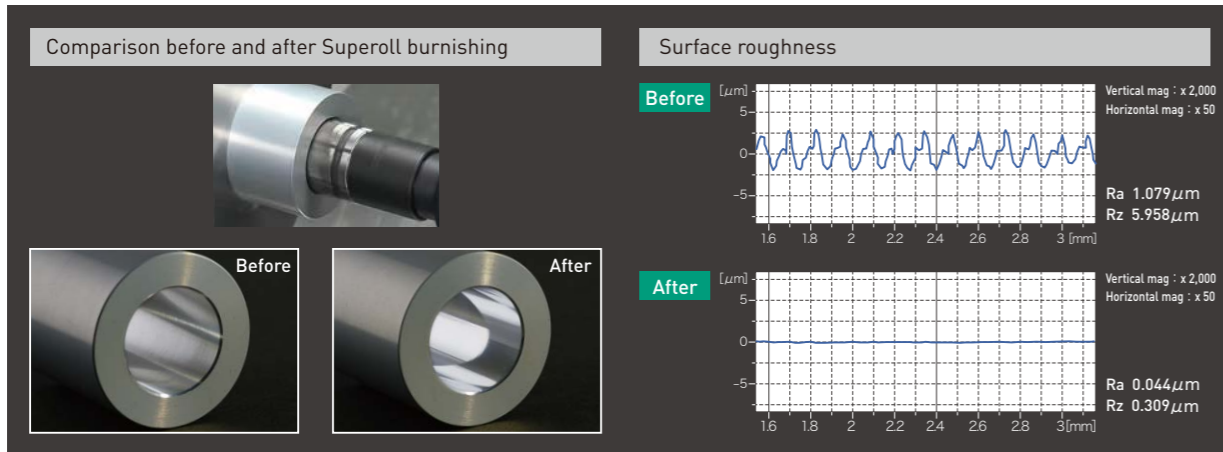 Comparison before and after Superoll burnishing
Before
After
Surface roughness
Before
[μm]
5
0
-5
1.6 1.8 2 2.2 2.4 2.6 2.8 3 [mm]
Vertical mag : x 2,000
Horizontal mag : x 50
Ra 1.079μm
Rz 5.958μm
After
[μm]
5
0
-5
1.6 1.8 2 2.2 2.4 2.6 2.8 3 [mm]
Vertical mag : x 2,000
Horizontal mag : x 50
Ra 0.044μm
Rz 0.309μm